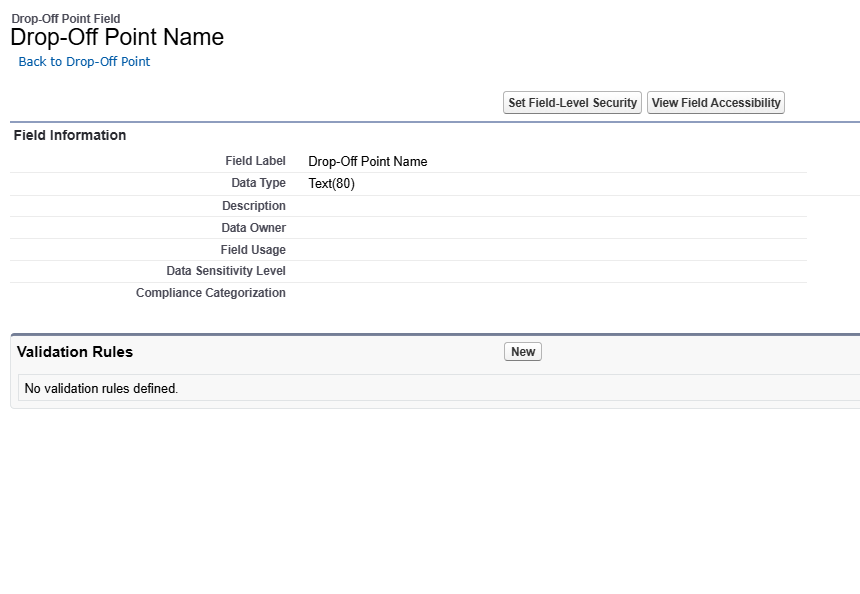 Drop-Off Point Field
Drop-Off Point Name
Back to Drop-Off Point
Set Field-Level Security View Field Accessibility
Field Information
Field Label Drop-Off Point Name
Data Type Text(80)
Description
Data Owner
Field Usage
Data Sensitivity Level
Compliance Categorization
Validation Rules New
No validation rules defined.